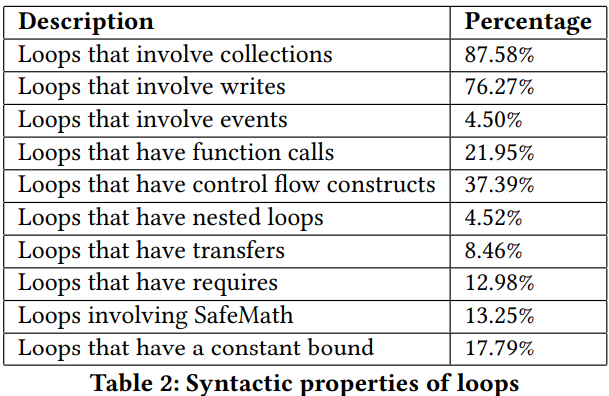 Description Percentage
Loops that involve collections 87.58%
Loops that involve writes 76.27%
Loops that involve events 4.50%
Loops that have function calls 21.95%
Loops that have control flow constructs 37.39%
Loops that have nested loops 4.52%
Loops that have transfers 8.46%
Loops that have requires 12.98%
Loops involving SafeMath 13.25%
Loops that have a constant bound 17.79%
Table 2: Syntactic properties of loops